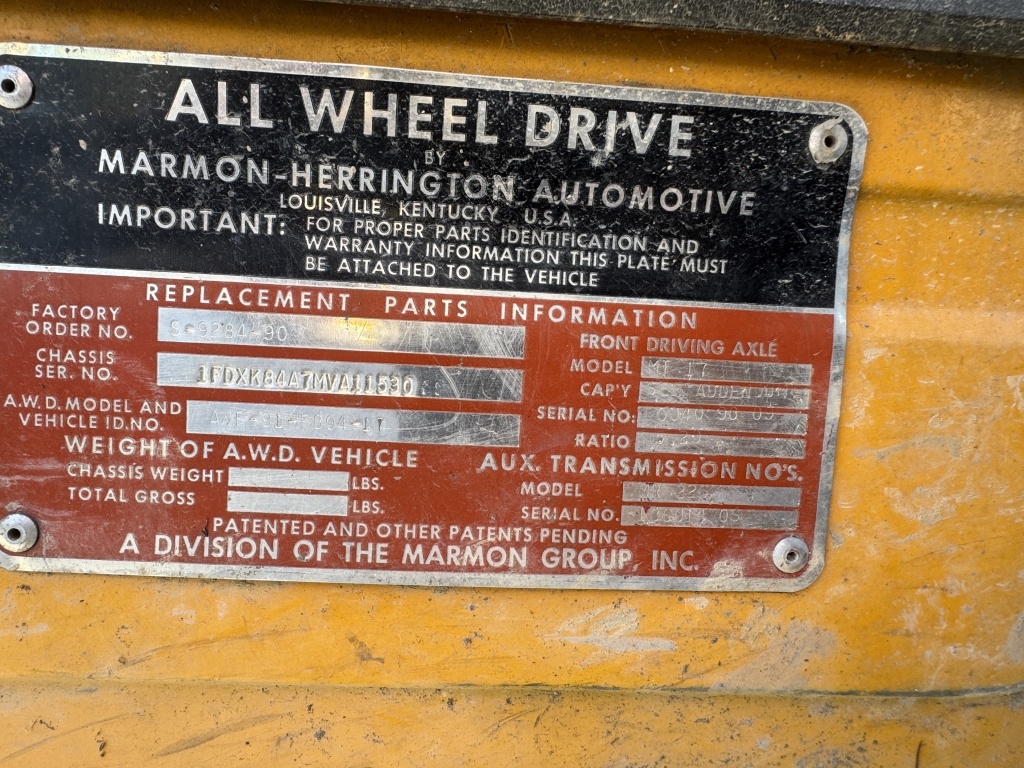 ALL WHEEL DRIVE
BY
MARMON-HERRINGTON AUTOMOTIVE
LOUISVILLE, KENTUCKY U.S.A.
IMPORTANT: FOR PROPER PARTS IDENTIFICATION AND
WARRANTY INFORMATION THIS PLATE MUST
BE ATTACHED TO THE VEHICLE
REPLACEMENT PARTS INFORMATION
FACTORY
ORDER NO.
CHASSIS
SER. NO. 1FDXK84A7MVA11530
A.W.D. MODEL AND
VEHICLE ID.NO.
WEIGHT OF A.W.D. VEHICLE
CHASSIS WEIGHT LBS.
TOTAL GROSS LBS.
FRONT DRIVING AXLE
MODEL
CAP'Y
SERIAL NO:
RATIO
AUX. TRANSMISSION NO'S.
MODEL
SERIAL NO.
PATENTED AND OTHER PATENTS PENDING
A DIVISION OF THE MARMON GROUP, INC.